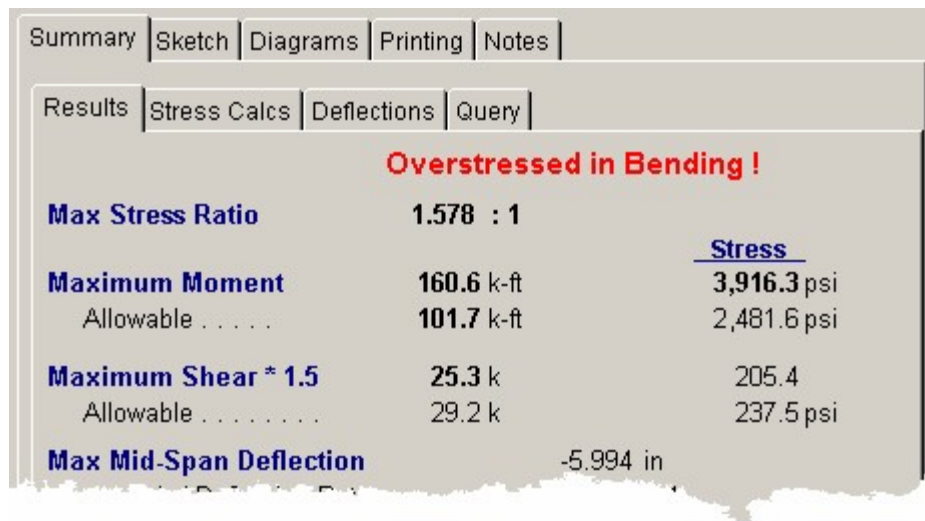 Summary Sketch Diagrams Printing Notes
Results Stress Calcs Deflections Query
Overstressed in Bending !
Max Stress Ratio 1.578 : 1
Stress
Maximum Moment 160.6 k-ft 3,916.3 psi
Allowable . . . . . 101.7 k-ft 2,481.6 psi
Maximum Shear * 1.5 25.3 k 205.4
Allowable . . . . . . . . 29.2 k 237.5 psi
Max Mid-Span Deflection -5.994 in